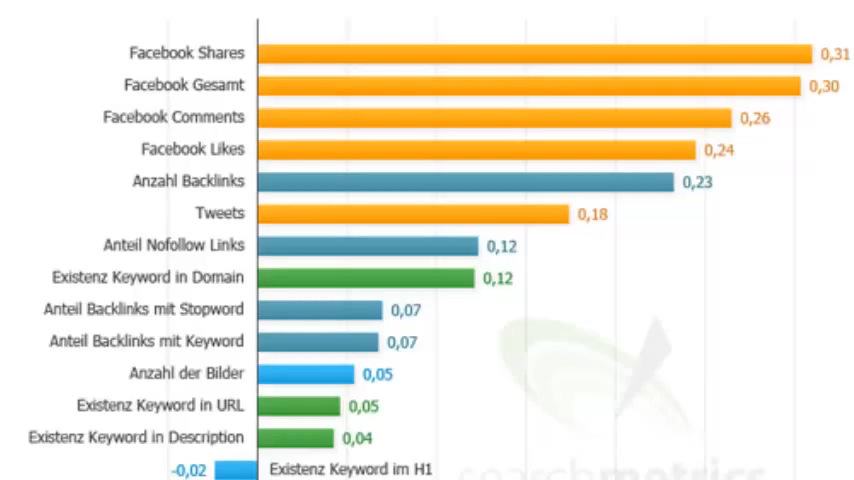 Facebook Shares 0,31
Facebook Gesamt 0,30
Facebook Comments 0,26
Facebook Likes 0,24
Anzahl Backlinks 0,23
Tweets 0,18
Anteil Nofollow Links 0,12
Existenz Keyword in Domain 0,12
Anteil Backlinks mit Stopword 0,07
Anteil Backlinks mit Keyword 0,07
Anzahl der Bilder 0,05
Existenz Keyword in URL 0,05
Existenz Keyword in Description 0,04
-0,02 Existenz Keyword im H1
searchmetrics